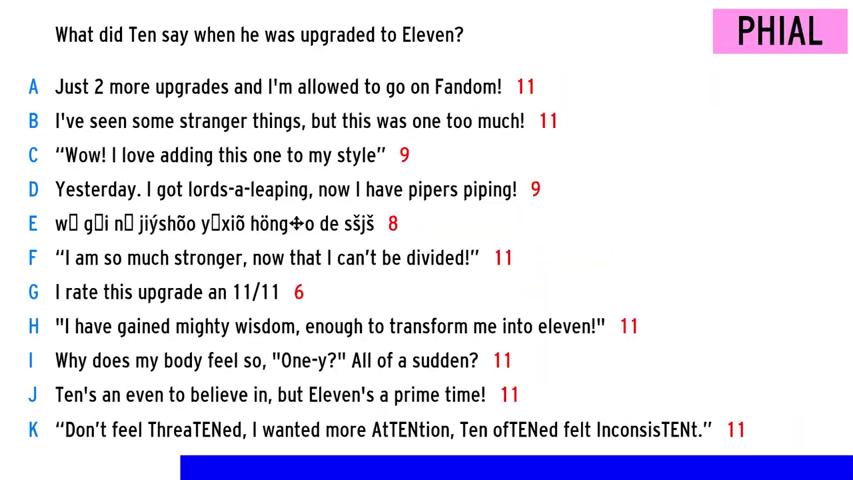 What did Ten say when he was upgraded to Eleven?
PHIAL
A Just 2 more upgrades and I'm allowed to go on Fandom! 11
B I've seen some stranger things, but this was one too much! 11
C “Wow! I love adding this one to my style” 9
D Yesterday. I got lords-a-leaping, now I have pipers piping! 9
E jiýshõo höng✢o de sšjš 8
F “I am so much stronger, now that I can’t be divided!” 11
G I rate this upgrade an 11/11 6
H "I have gained mighty wisdom, enough to transform me into eleven!" 11
I Why does my body feel so, "One-y?" All of a sudden? 11
J Ten's an even to believe in, but Eleven's a prime time! 11
K “Don’t feel ThreaTENed, I wanted more AtTENtion, Ten ofTENed felt InconsisTENt.” 11